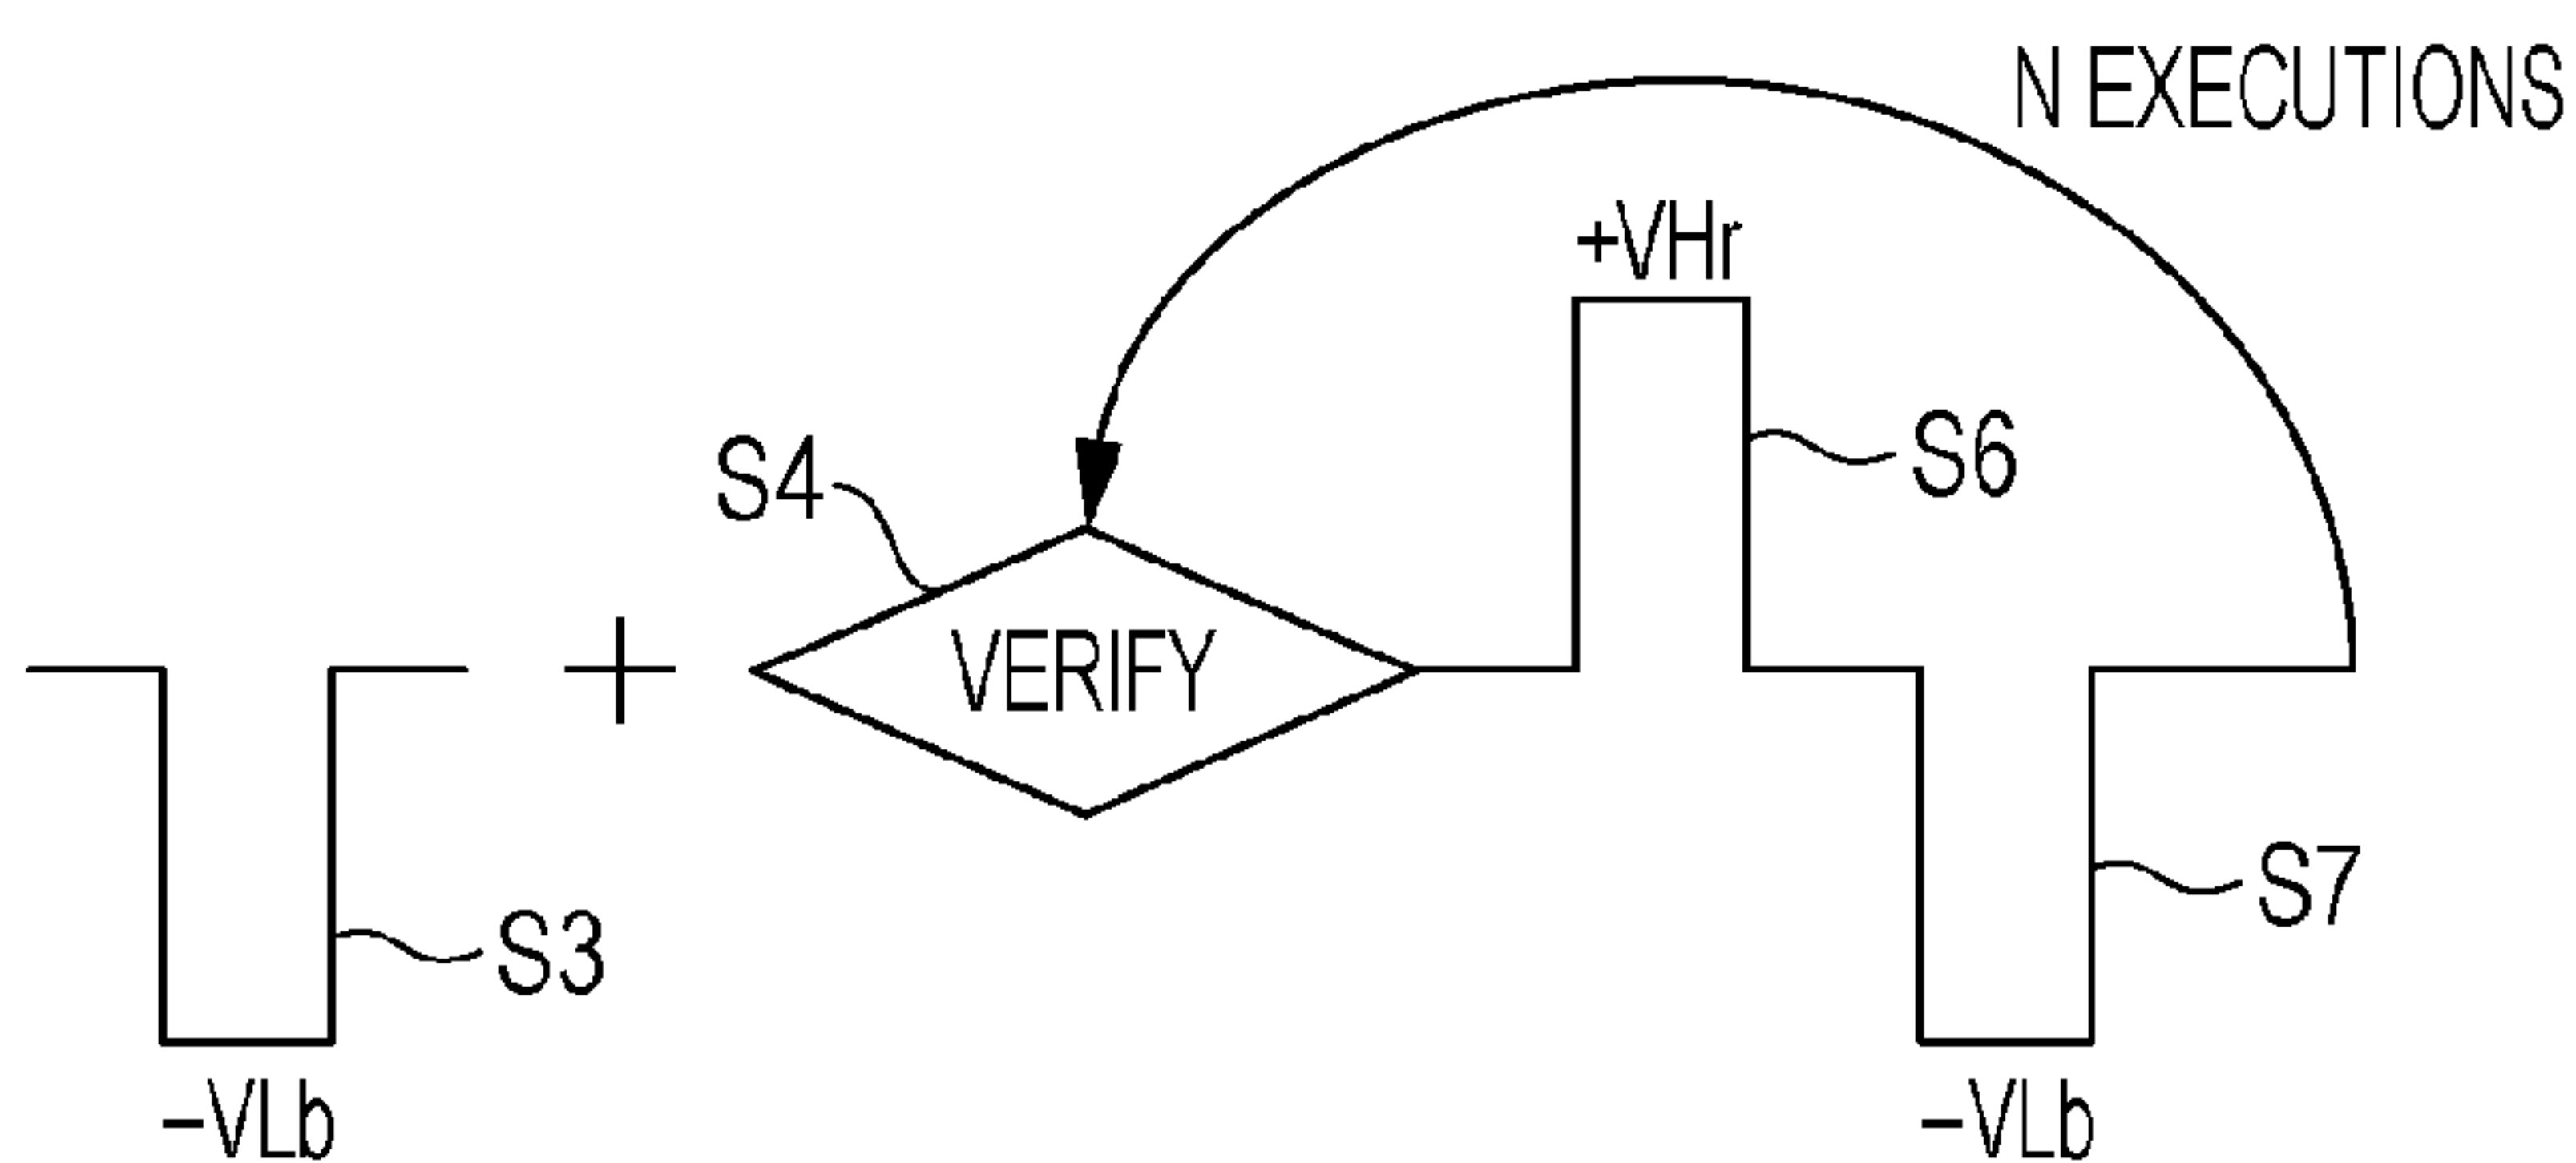 N EXECUTIONS
+VHr
S4
S6
VERIFY
+
S3
S7
−VLb
−VLb